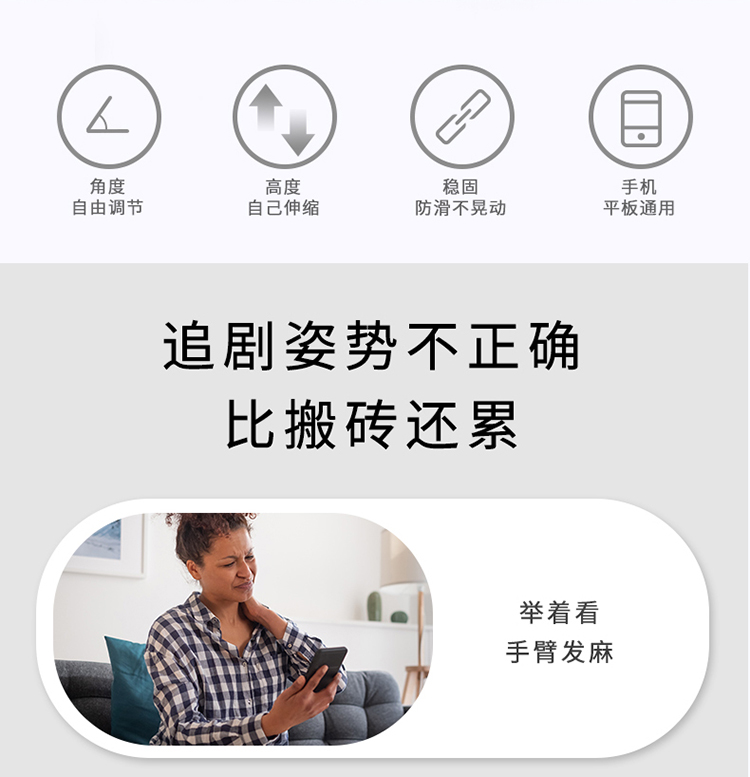 角度
自由调节
高度
自己伸缩
稳固
防滑不晃动
手机
平板通用
追剧姿势不正确
比搬砖还累
举着看
手臂发麻